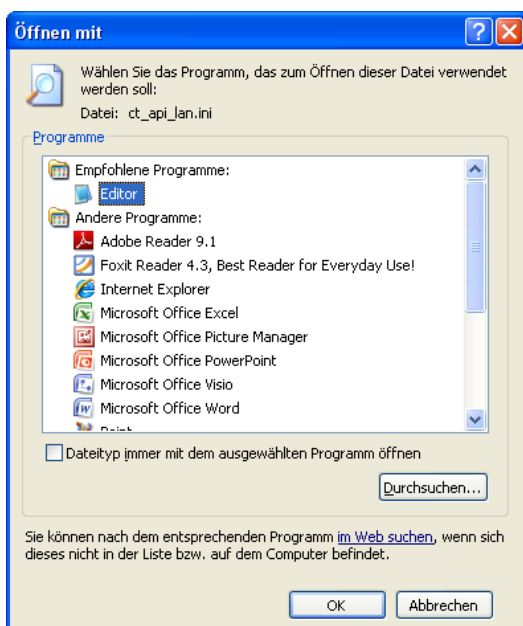 Öffnen mit
Wählen Sie das Programm, das zum Öffnen dieser Datei verwendet
werden soll:
Datei: ct_api_lan.ini
Programme
Empfohlene Programme:
Editor
Andere Programme:
Adobe Reader 9.1
Foxit Reader 4.3, Best Reader for Everyday Use!
Internet Explorer
Microsoft Office Excel
Microsoft Office Picture Manager
Microsoft Office PowerPoint
Microsoft Office Visio
Microsoft Office Word
Paint
Dateityp immer mit dem ausgewählten Programm öffnen
Durchsuchen...
Sie können nach dem entsprechenden Programm im Web suchen, wenn sich
dieses nicht in der Liste bzw. auf dem Computer befindet.
OK
Abbrechen